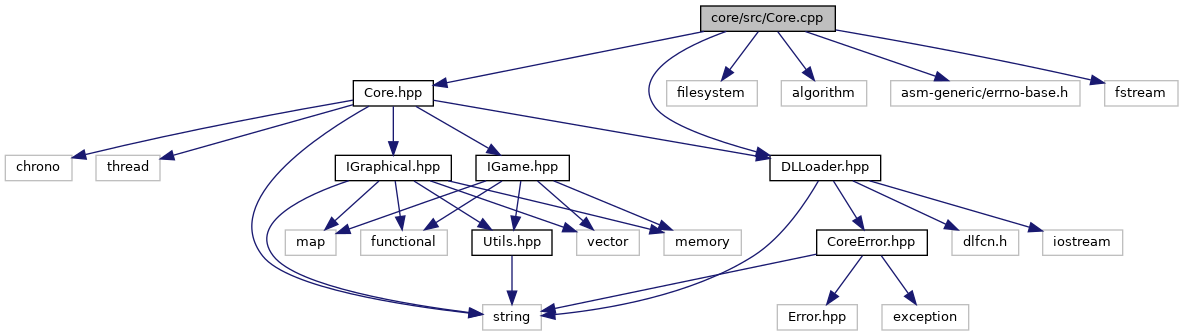 core/src/Core.cpp
Core.hpp
filesystem
algorithm
asm-generic/errno-base.h
fstream
chrono
thread
IGraphical.hpp
IGame.hpp
DLLoader.hpp
map
functional
Utils.hpp
vector
memory
CoreError.hpp
dlfcn.h
iostream
string
Error.hpp
exception